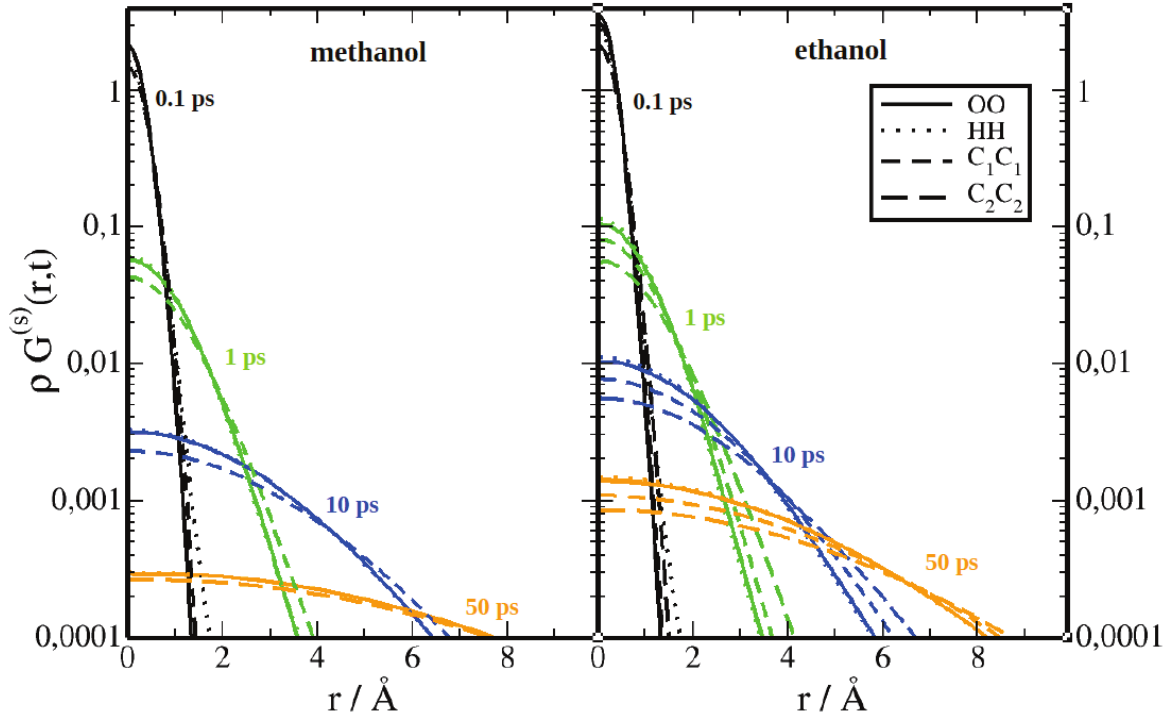 methanol
ethanol
ρ G^(s)(r,t)
1
0,1
0,01
0,001
0,0001
0.1 ps
1 ps
10 ps
50 ps
0
2
4
6
8
r / Å
0.1 ps
1 ps
10 ps
50 ps
OO
HH
C₁C₁
C₂C₂
1
0,1
0,01
0,001
0,0001
0
2
4
6
8
r / Å